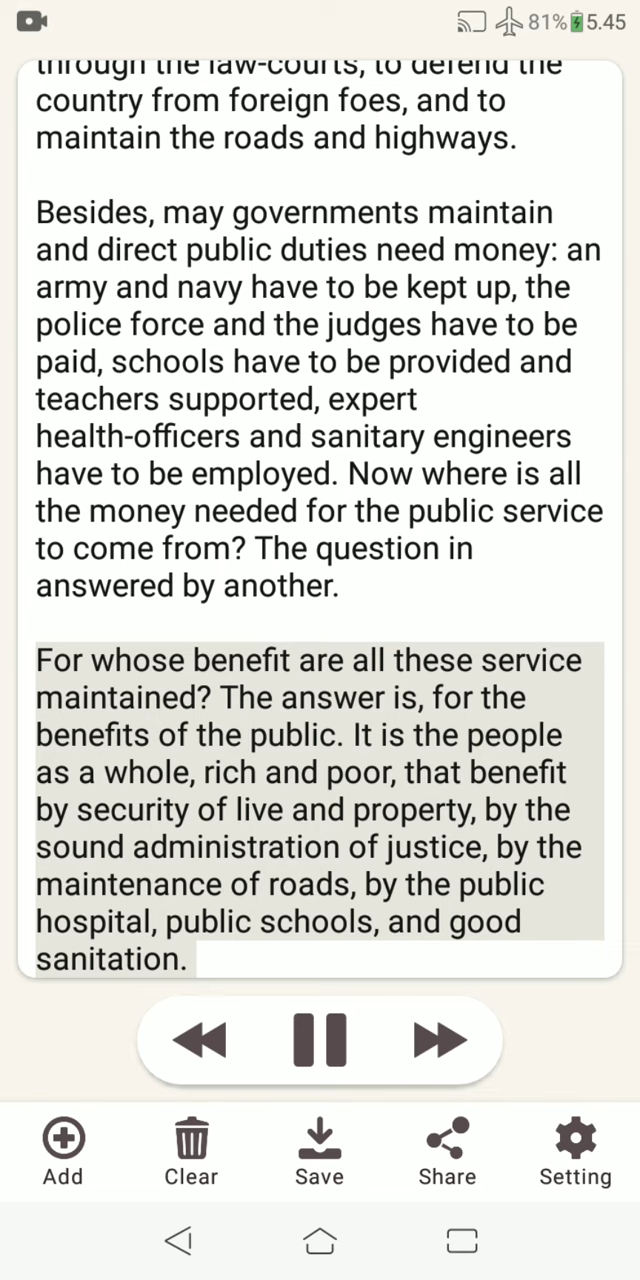 81% 5.45
through the law-courts, to defend the
country from foreign foes, and to
maintain the roads and highways.
Besides, may governments maintain
and direct public duties need money: an
army and navy have to be kept up, the
police force and the judges have to be
paid, schools have to be provided and
teachers supported, expert
health-officers and sanitary engineers
have to be employed. Now where is all
the money needed for the public service
to come from? The question in
answered by another.
For whose benefit are all these service
maintained? The answer is, for the
benefits of the public. It is the people
as a whole, rich and poor, that benefit
by security of live and property, by the
sound administration of justice, by the
maintenance of roads, by the public
hospital, public schools, and good
sanitation.
Add Clear Save Share Setting